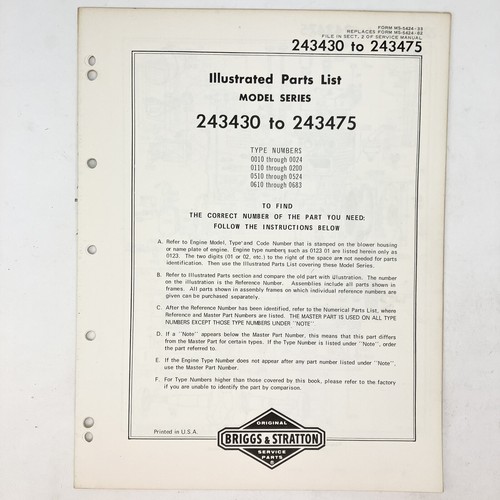 FORM MS-5424-93
REPLACES FORM MS-5424-82
FILE IN SECT. 2 OF SERVICE MANUAL
243430 to 243475
Illustrated Parts List
MODEL SERIES
243430 to 243475
TYPE NUMBERS
0010 through 0024
0110 through 0200
0510 through 0524
0610 through 0683
TO FIND
THE CORRECT NUMBER OF THE PART YOU NEED:
FOLLOW THE INSTRUCTIONS BELOW
A. Refer to Engine Model, Type and Code Number that is stamped on the blower housing
or name plate of engine. Engine type numbers such as 0123 01 are listed herein only as
0123. The two digits (01 or 02, etc.) to the right of the space are not needed for parts
identification. Then use the Illustrated Parts List covering these Model Series.
B. Refer to Illustrated Parts section and compare the old part with illustration. The number
on the illustration is the Reference Number. Assemblies include all parts shown in
frames. All parts shown in assembly frames on which individual reference numbers are
given can be purchased separately.
C. After the Reference Number has been identified, refer to the Numerical Parts List, where
Reference and Master Part Numbers are listed. THE MASTER PART IS USED ON ALL TYPE
NUMBERS EXCEPT THOSE TYPE NUMBERS UNDER "NOTE"
D. If a "Note" appears below the Master Part Number, this means that this part differs
from the Master Part for certain types. If the Type Number is listed under "Note", order
the part referred to.
E. If the Engine Type Number does not appear after any part number listed under "Note",
use the Master Part Number.
F. For Type Numbers higher than those covered by this book, please refer to the factory
if you are unable to identify the part by comparison.
Printed in U.S.A.
ORIGINAL
BRIGGS & STRATTON
SERVICE
PARTS